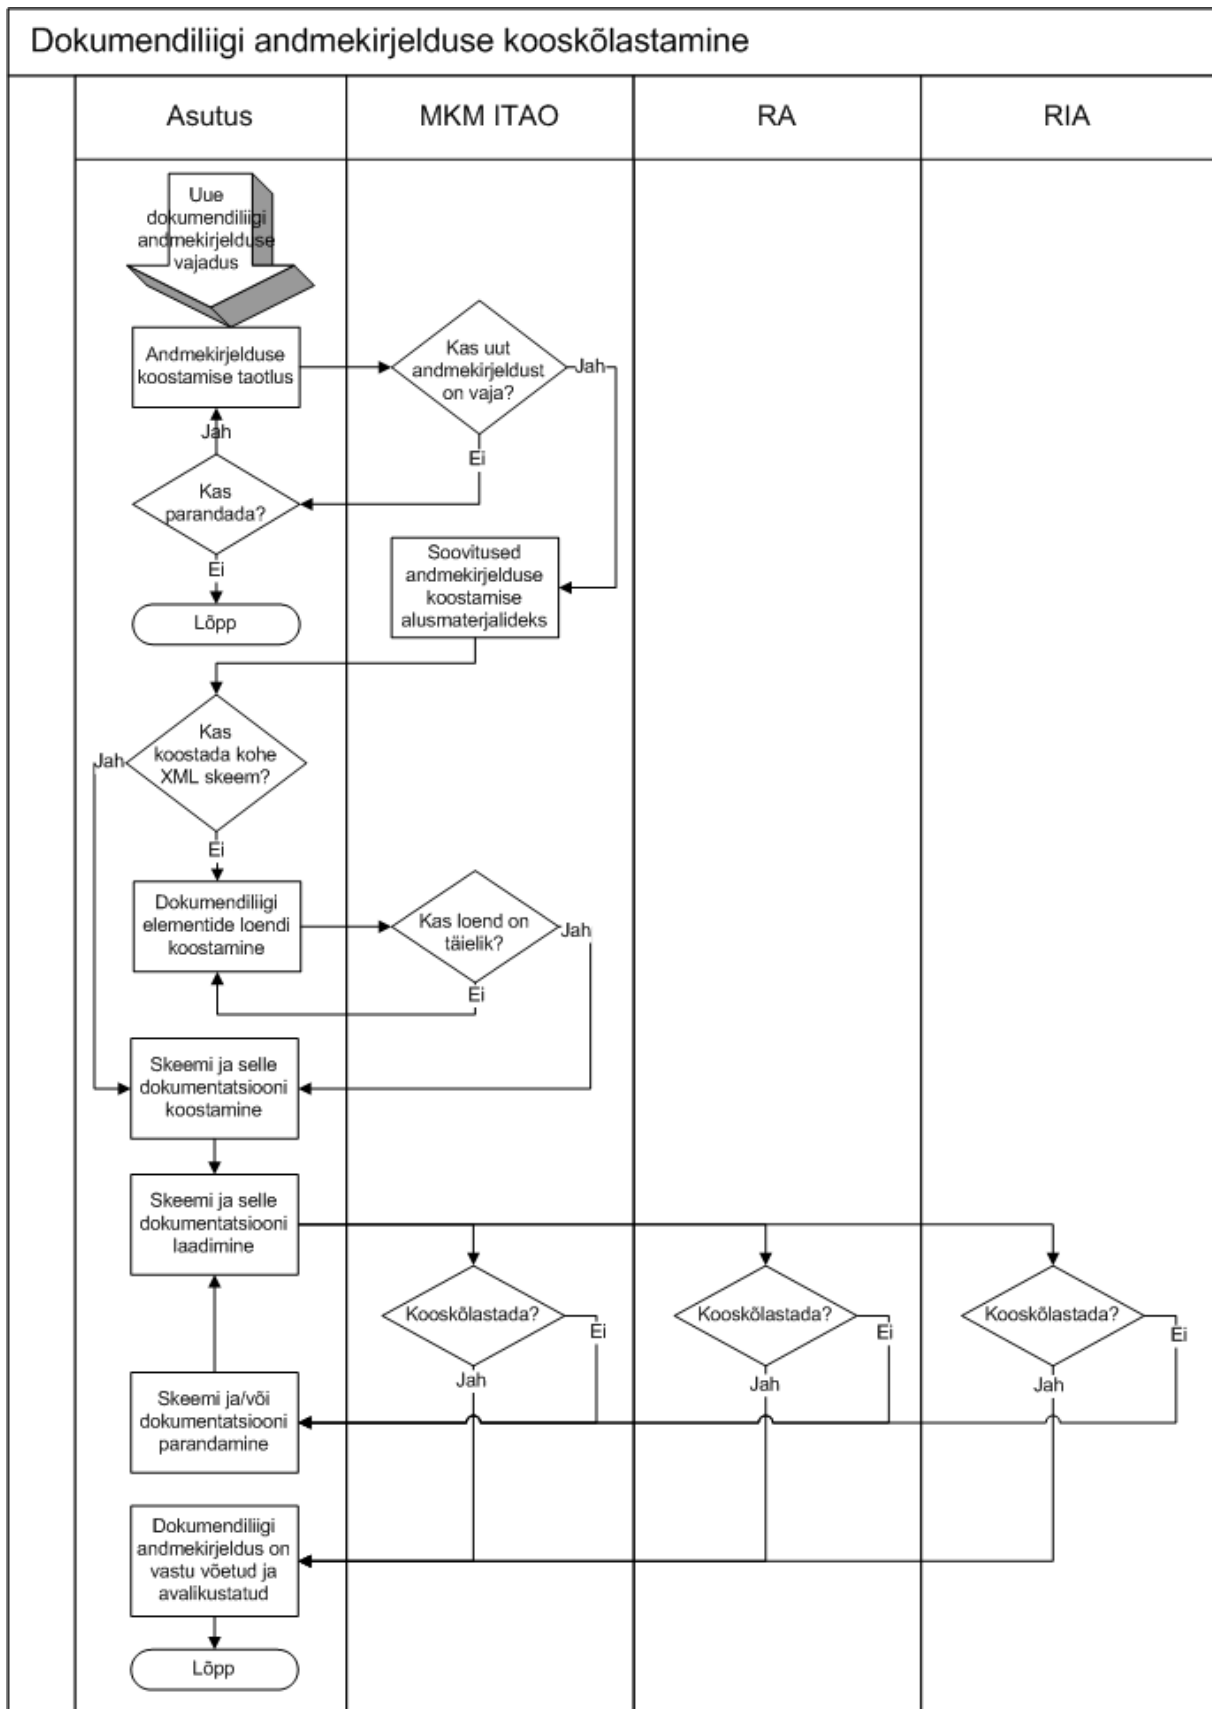 Dokumendiliigi andmekirjelduse kooskõlastamine
Asutus
MKM ITAO
RA
RIA
Uue
dokumendiliigi
andmekirjelduse
vajadus
Andmekirjelduse
koostamise taotlus
Kas uut
andmekirjeldust
on vaja?
Jah
Jah
Ei
Kas
parandada?
Ei
Lõpp
Soovitused
andmekirjelduse
koostamise
alusmaterjalideks
Kas
koostada kohe
XML skeem?
Jah
Ei
Dokumendiliigi
elementide loendi
koostamine
Kas loend on
täielik?
Jah
Ei
Skeemi ja selle
dokumentatsiooni
koostamine
Skeemi ja selle
dokumentatsiooni
laadimine
Kooskõlastada?
Ei
Jah
Kooskõlastada?
Ei
Jah
Kooskõlastada?
Ei
Jah
Skeemi ja/või
dokumentatsiooni
parandamine
Dokumendiliigi
andmekirjeldus on
vastu võetud ja
avalikustatud
Lõpp